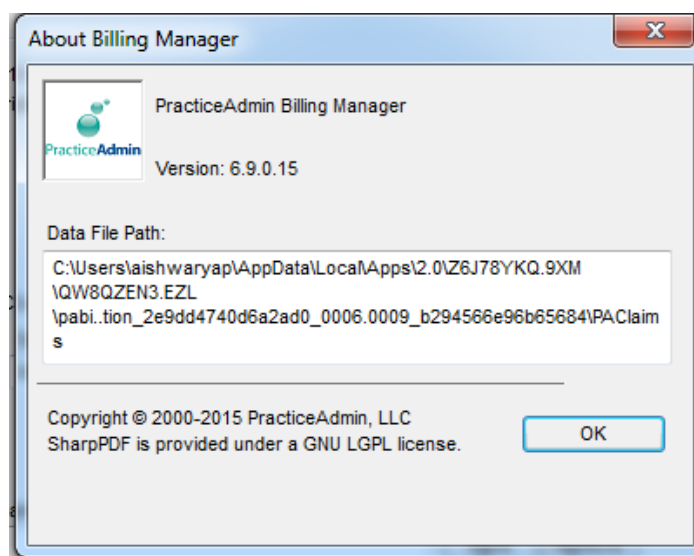 About Billing Manager
PracticeAdmin
PracticeAdmin Billing Manager
Version: 6.9.0.15
Data File Path:
C:\Users\aishwaryap\AppData\Local\Apps\2.0\Z6J78YKQ.9XM
\QW8QZEN3.EZL
\pabi..tion_2e9dd4740d6a2ad0_0006.0009_b294566e96b65684\PAClaim
s
Copyright © 2000-2015 PracticeAdmin, LLC
SharpPDF is provided under a GNU LGPL license.
OK